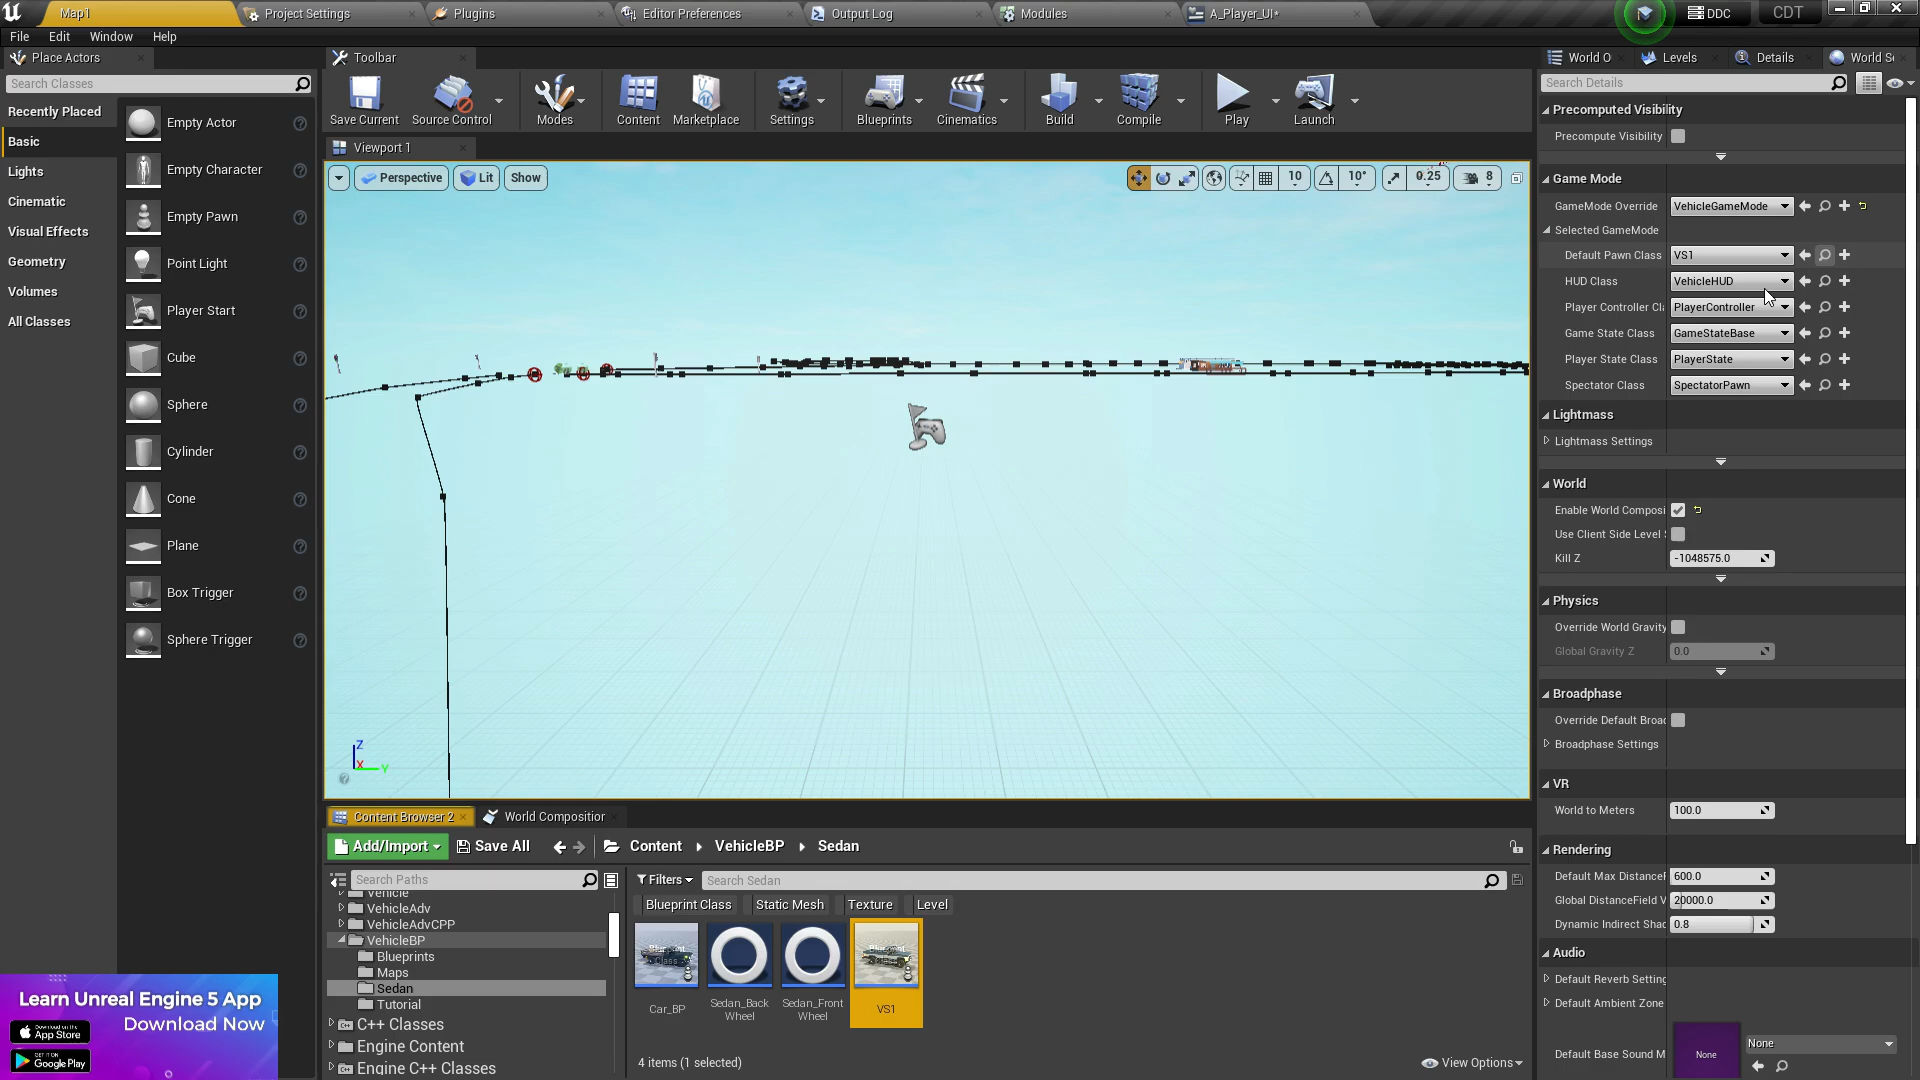 Map1
Project Settings
Plugins
Editor Preferences
Output Log
Modules
A_Player_UI*
DDC
CDT
File Edit Window Help
Place Actors
Search Classes
Recently Placed
Basic
Lights
Cinematic
Visual Effects
Geometry
Volumes
All Classes
Empty Actor
Empty Character
Empty Pawn
Point Light
Player Start
Cube
Sphere
Cylinder
Cone
Plane
Box Trigger
Sphere Trigger
Toolbar
Save Current
Source Control
Modes
Content
Marketplace
Settings
Blueprints
Cinematics
Build
Compile
Play
Launch
Viewport 1
Perspective
Lit
Show
10
10°
0.25
8
Z
X
Y
Content Browser 2
World Compositior
Add/Import
Save All
Content
VehicleBP
Sedan
Search Paths
Vehicle
VehicleAdv
VehicleAdvCPP
VehicleBP
Blueprints
Maps
Sedan
Tutorial
C++ Classes
Engine Content
Engine C++ Classes
Filters
Search Sedan
Blueprint Class
Static Mesh
Texture
Level
Car_BP
Sedan_Back
Wheel
Sedan_Front
Wheel
VS1
4 items (1 selected)
View Options
World O
Levels
Details
World Se
Search Details
Precomputed Visibility
Precompute Visibility
Game Mode
GameMode Override VehicleGameMode
Selected GameMode
Default Pawn Class VS1
HUD Class VehicleHUD
Player Controller Cl PlayerController
Game State Class GameStateBase
Player State Class PlayerState
Spectator Class SpectatorPawn
Lightmass
Lightmass Settings
World
Enable World Composi
Use Client Side Level
Kill Z -1048575.0
Physics
Override World Gravity
Global Gravity Z 0.0
Broadphase
Override Default Broad
Broadphase Settings
VR
World to Meters 100.0
Rendering
Default Max DistanceF 600.0
Global DistanceField V 20000.0
Dynamic Indirect Shad 0.8
Audio
Default Reverb Setting
Default Ambient Zone
Default Base Sound M None
None
Learn Unreal Engine 5 App
Download Now
Download on the
App Store
GET IT ON
Google Play